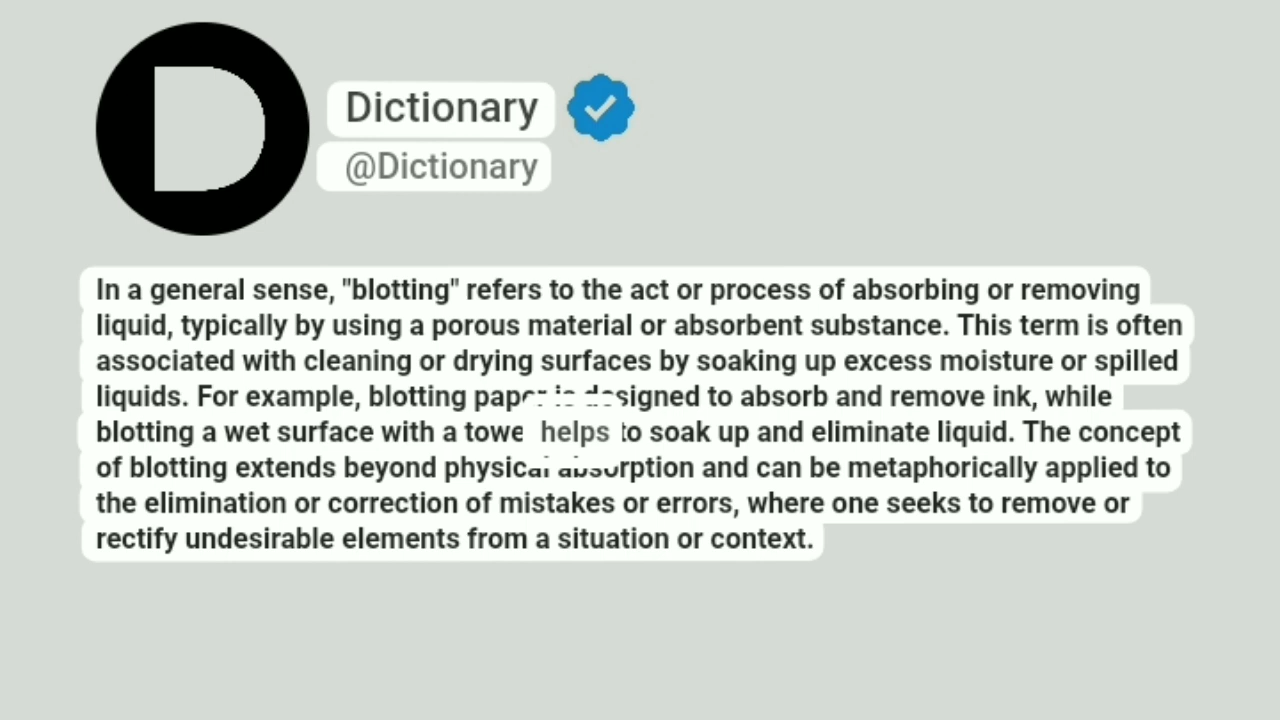 D
Dictionary
@Dictionary
In a general sense, "blotting" refers to the act or process of absorbing or removing
liquid, typically by using a porous material or absorbent substance. This term is often
associated with cleaning or drying surfaces by soaking up excess moisture or spilled
liquids. For example, blotting paper is designed to absorb and remove ink, while
blotting a wet surface with a towe helps to soak up and eliminate liquid. The concept
of blotting extends beyond physical absorption and can be metaphorically applied to
the elimination or correction of mistakes or errors, where one seeks to remove or
rectify undesirable elements from a situation or context.